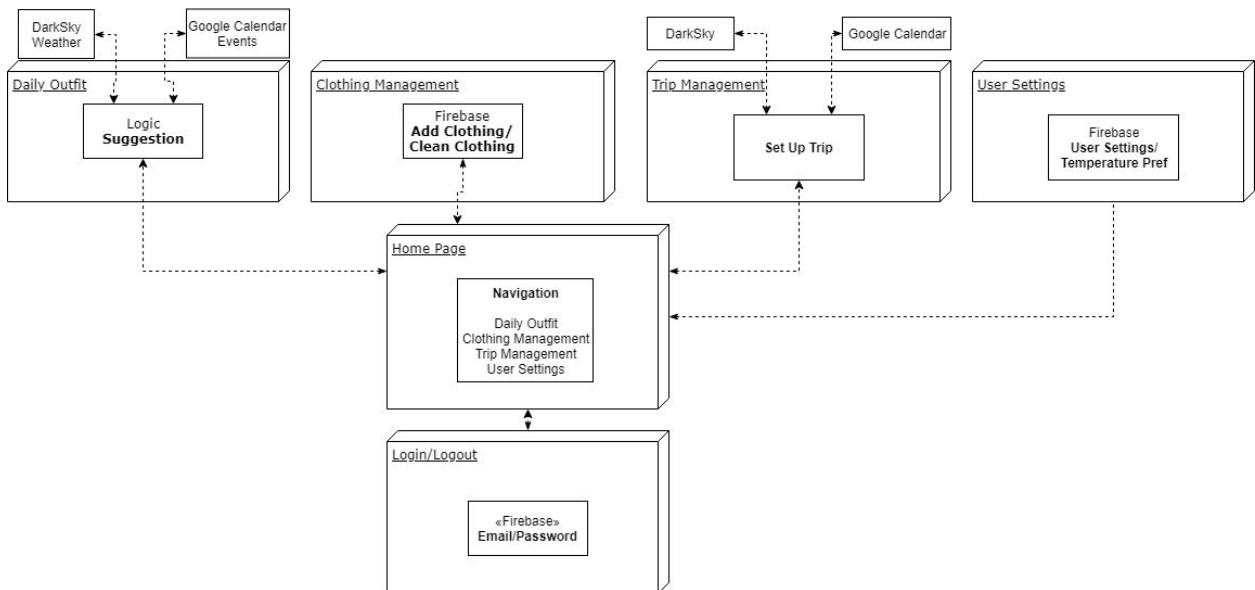 DarkSky
Weather
Google Calendar
Events
DarkSky
Google Calendar
Daily Outfit
Logic
Suggestion
Clothing Management
Firebase
Add Clothing/
Clean Clothing
Trip Management
Set Up Trip
User Settings
Firebase
User Settings/
Temperature Pref
Home Page
Navigation
Daily Outfit
Clothing Management
Trip Management
User Settings
Login/Logout
«Firebase»
Email/Password